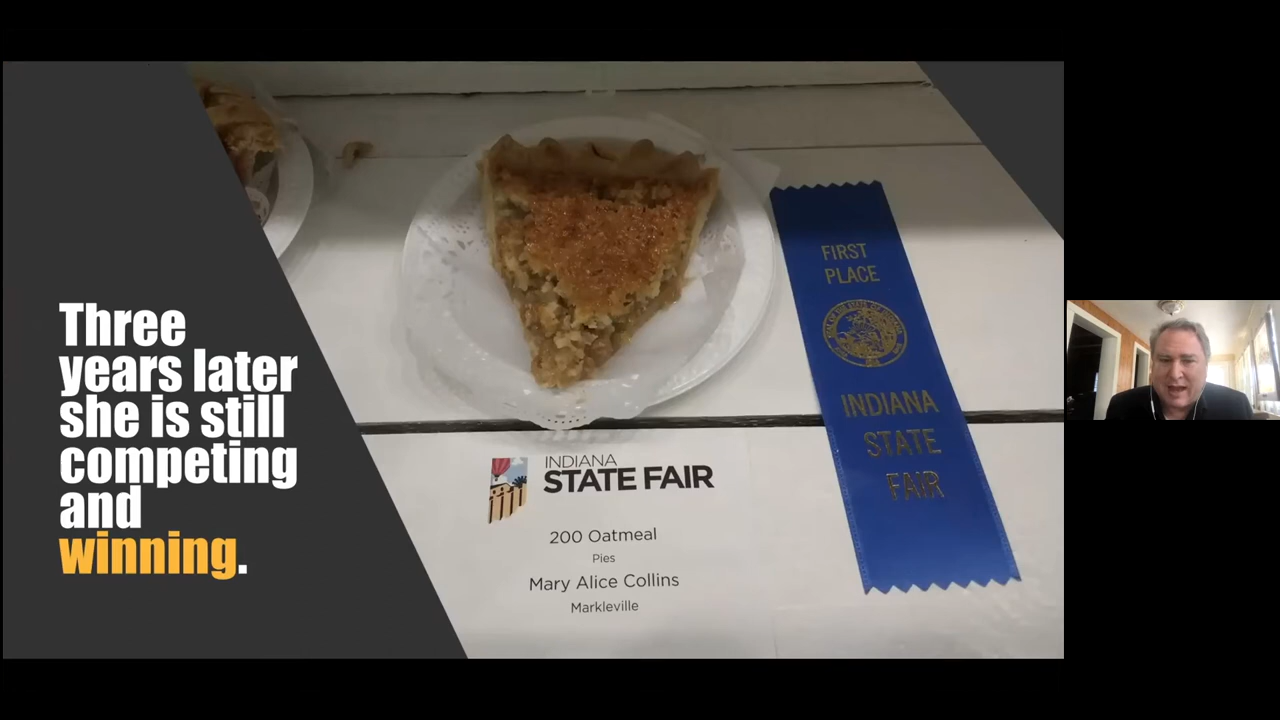 Three
years later
she is still
competing
and
winning.
FIRST
PLACE
INDIANA
STATE
FAIR
INDIANA
STATE FAIR
200 Oatmeal
Pies
Mary Alice Collins
Markleville